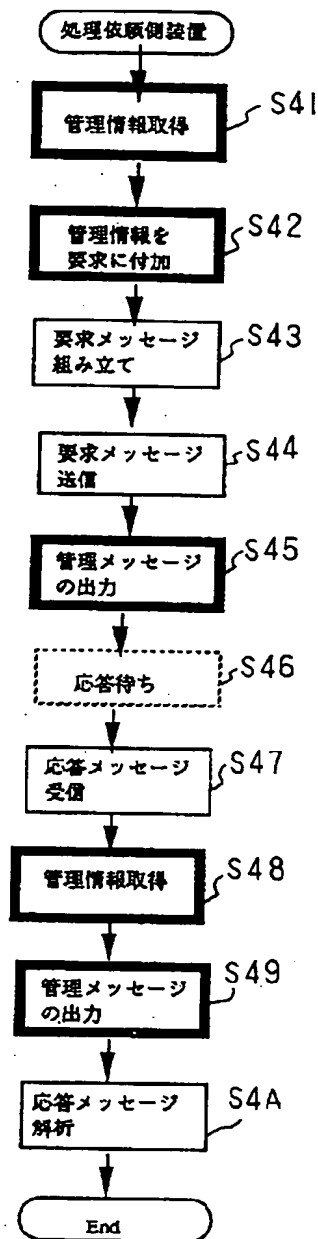 処理依頼側装置
管理情報取得
S41
管理情報を
要求に付加
S42
要求メッセージ
組み立て
S43
要求メッセージ
送信
S44
管理メッセージ
の出力
S45
応答待ち
S46
応答メッセージ
受信
S47
管理情報取得
S48
管理メッセージ
の出力
S49
応答メッセージ
解析
S4A
End